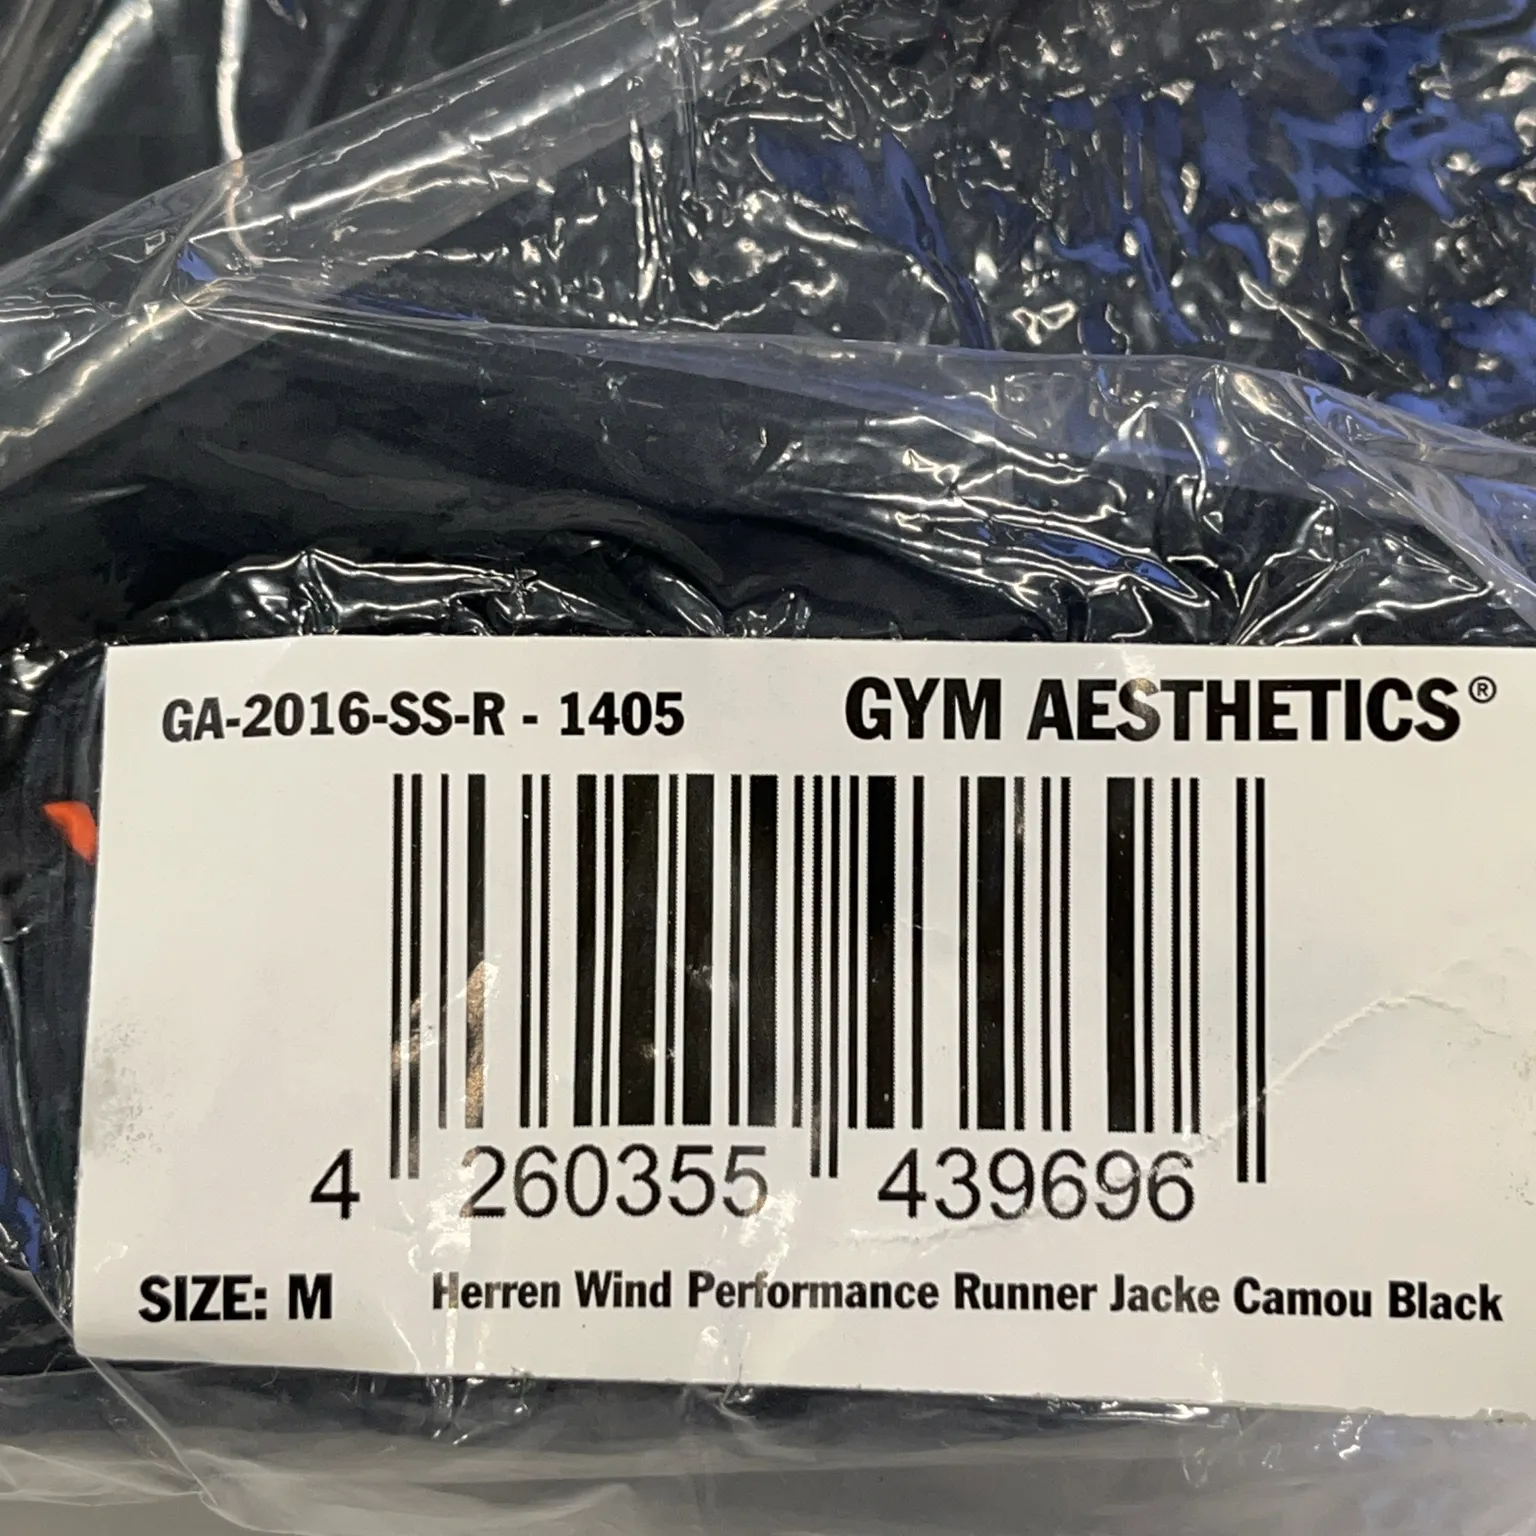 GA-2016-SS-R - 1405
GYM AESTHETICS®
4 260355 439696
SIZE: M
Herren Wind Performance Runner Jacke Camou Black